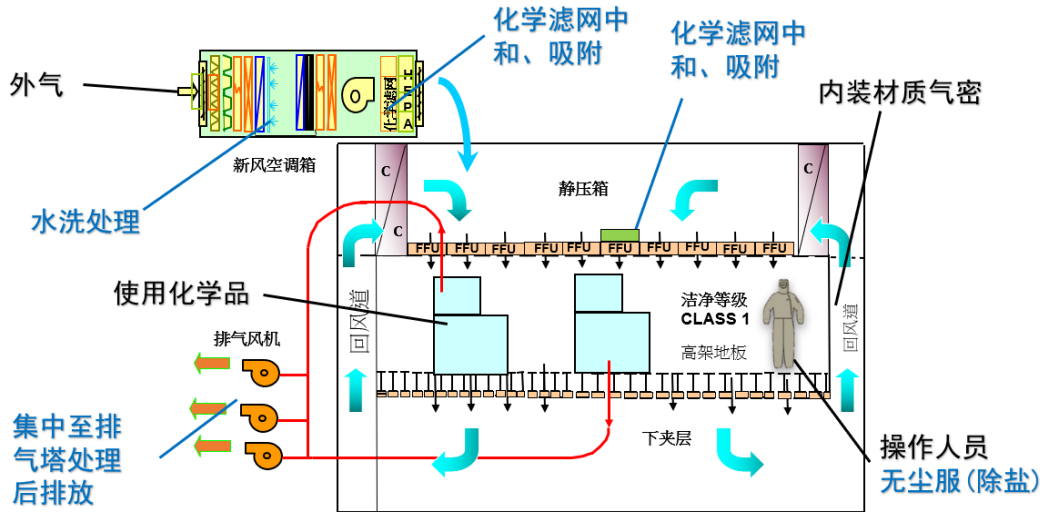 化学滤网中
和、吸附
化学滤网中
和、吸附
外气
化学滤网
HEPA
内装材质气密
新风空调箱
水洗处理
静压箱
C
C
C
C
FFU FFU FFU FFU FFU FFU FFU FFU FFU FFU
使用化学品
洁净等级
CLASS 1
高架地板
回风道
回风道
排气风机
集中至排
气塔处理
后排放
下夹层
操作人员
无尘服(除盐)